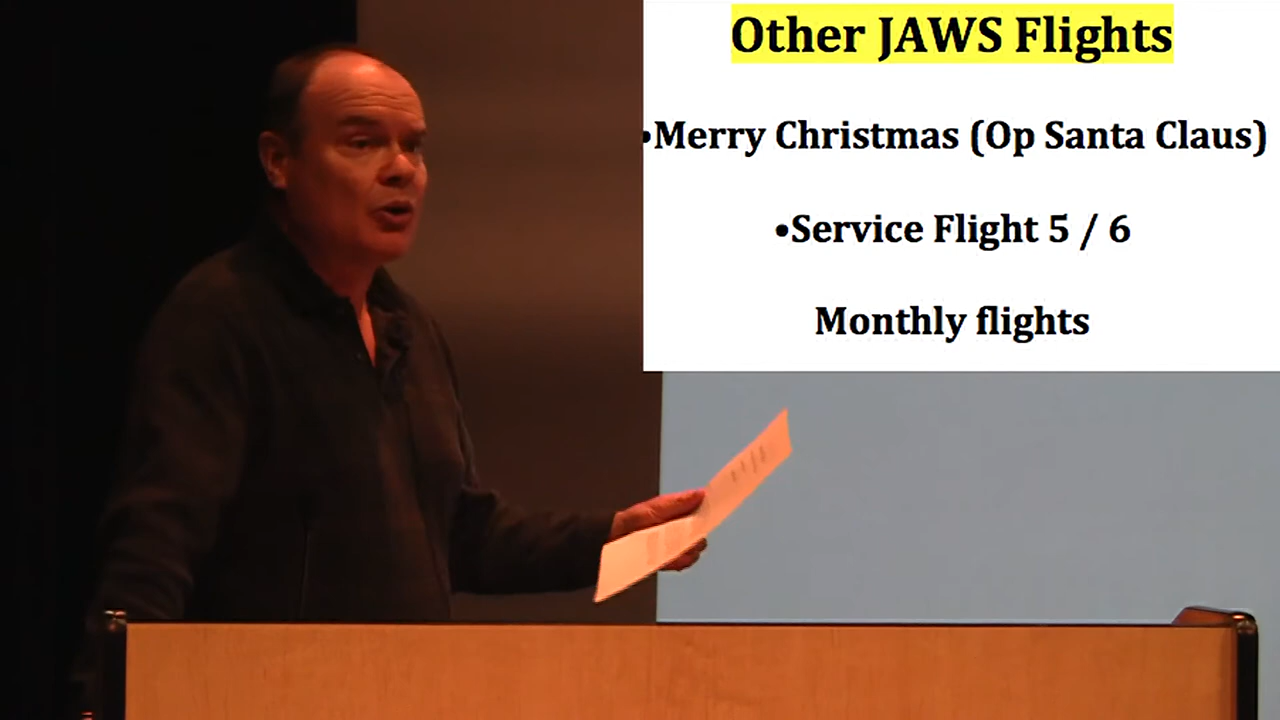 Other JAWS Flights
•Merry Christmas (Op Santa Claus)
•Service Flight 5 / 6
Monthly flights